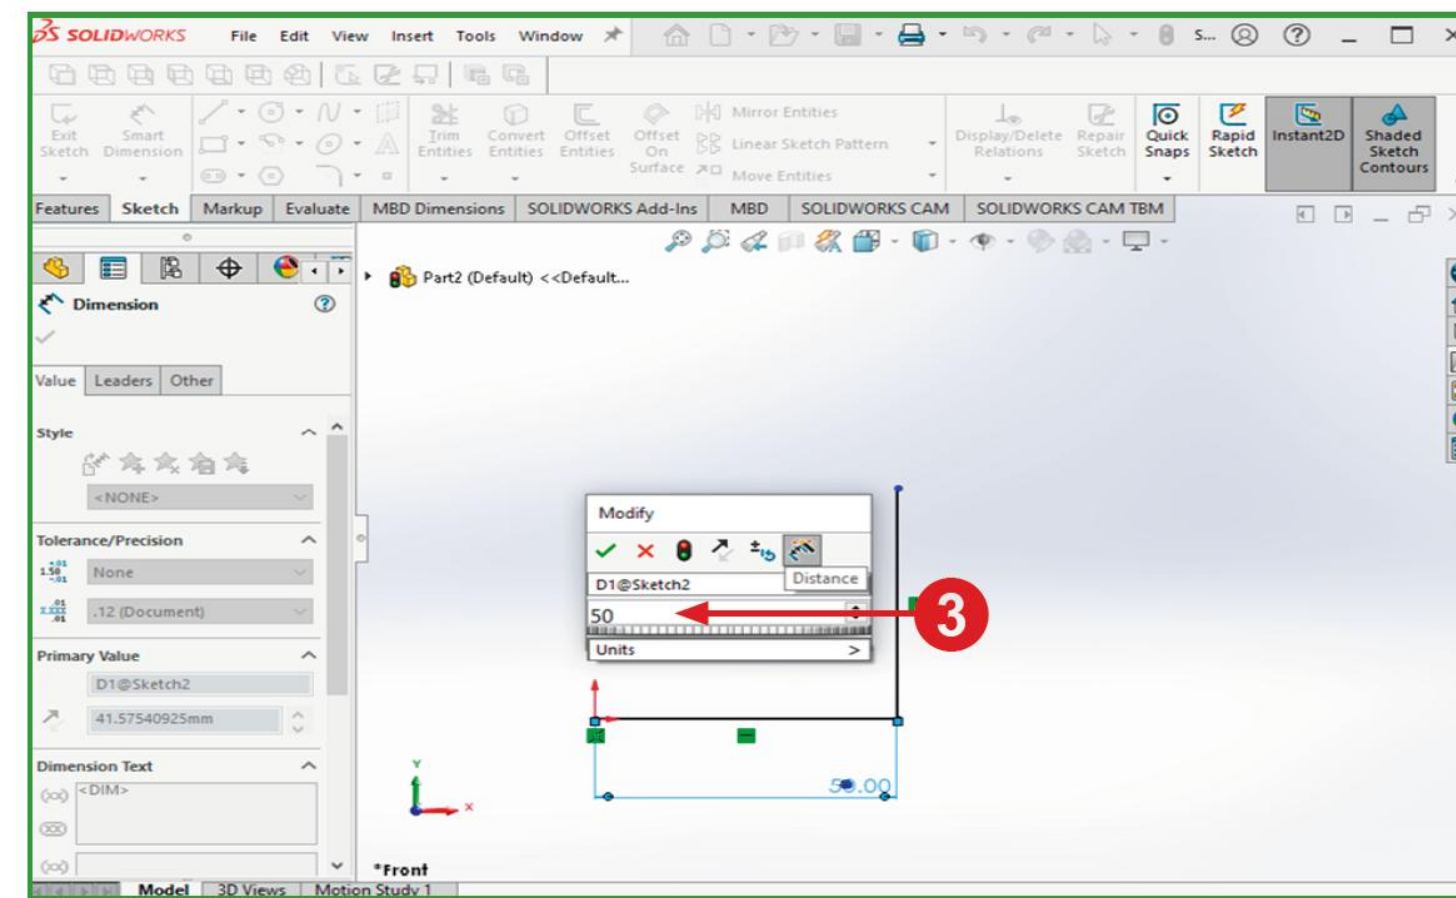 SOLIDWORKS File Edit View Insert Tools Window S... ?
Exit Sketch
Smart Dimension
Trim Entities
Convert Entities
Offset Entities
Offset On Surface
Mirror Entities
Linear Sketch Pattern
Move Entities
Display/Delete Relations
Repair Sketch
Quick Snaps
Rapid Sketch
Instant2D
Shaded Sketch Contours
Features Sketch Markup Evaluate MBD Dimensions SOLIDWORKS Add-Ins MBD SOLIDWORKS CAM SOLIDWORKS CAM TBM
Part2 (Default) <<Default...
Dimension ?
Value Leaders Other
Style
<NONE>
Tolerance/Precision
None
.12 (Document)
Primary Value
D1@Sketch2
41.57540925mm
Dimension Text
<DIM>
Modify
D1@Sketch2
Distance
50
Units >
3
50.00
Y
X
*Front
Model 3D Views Motion Study 1